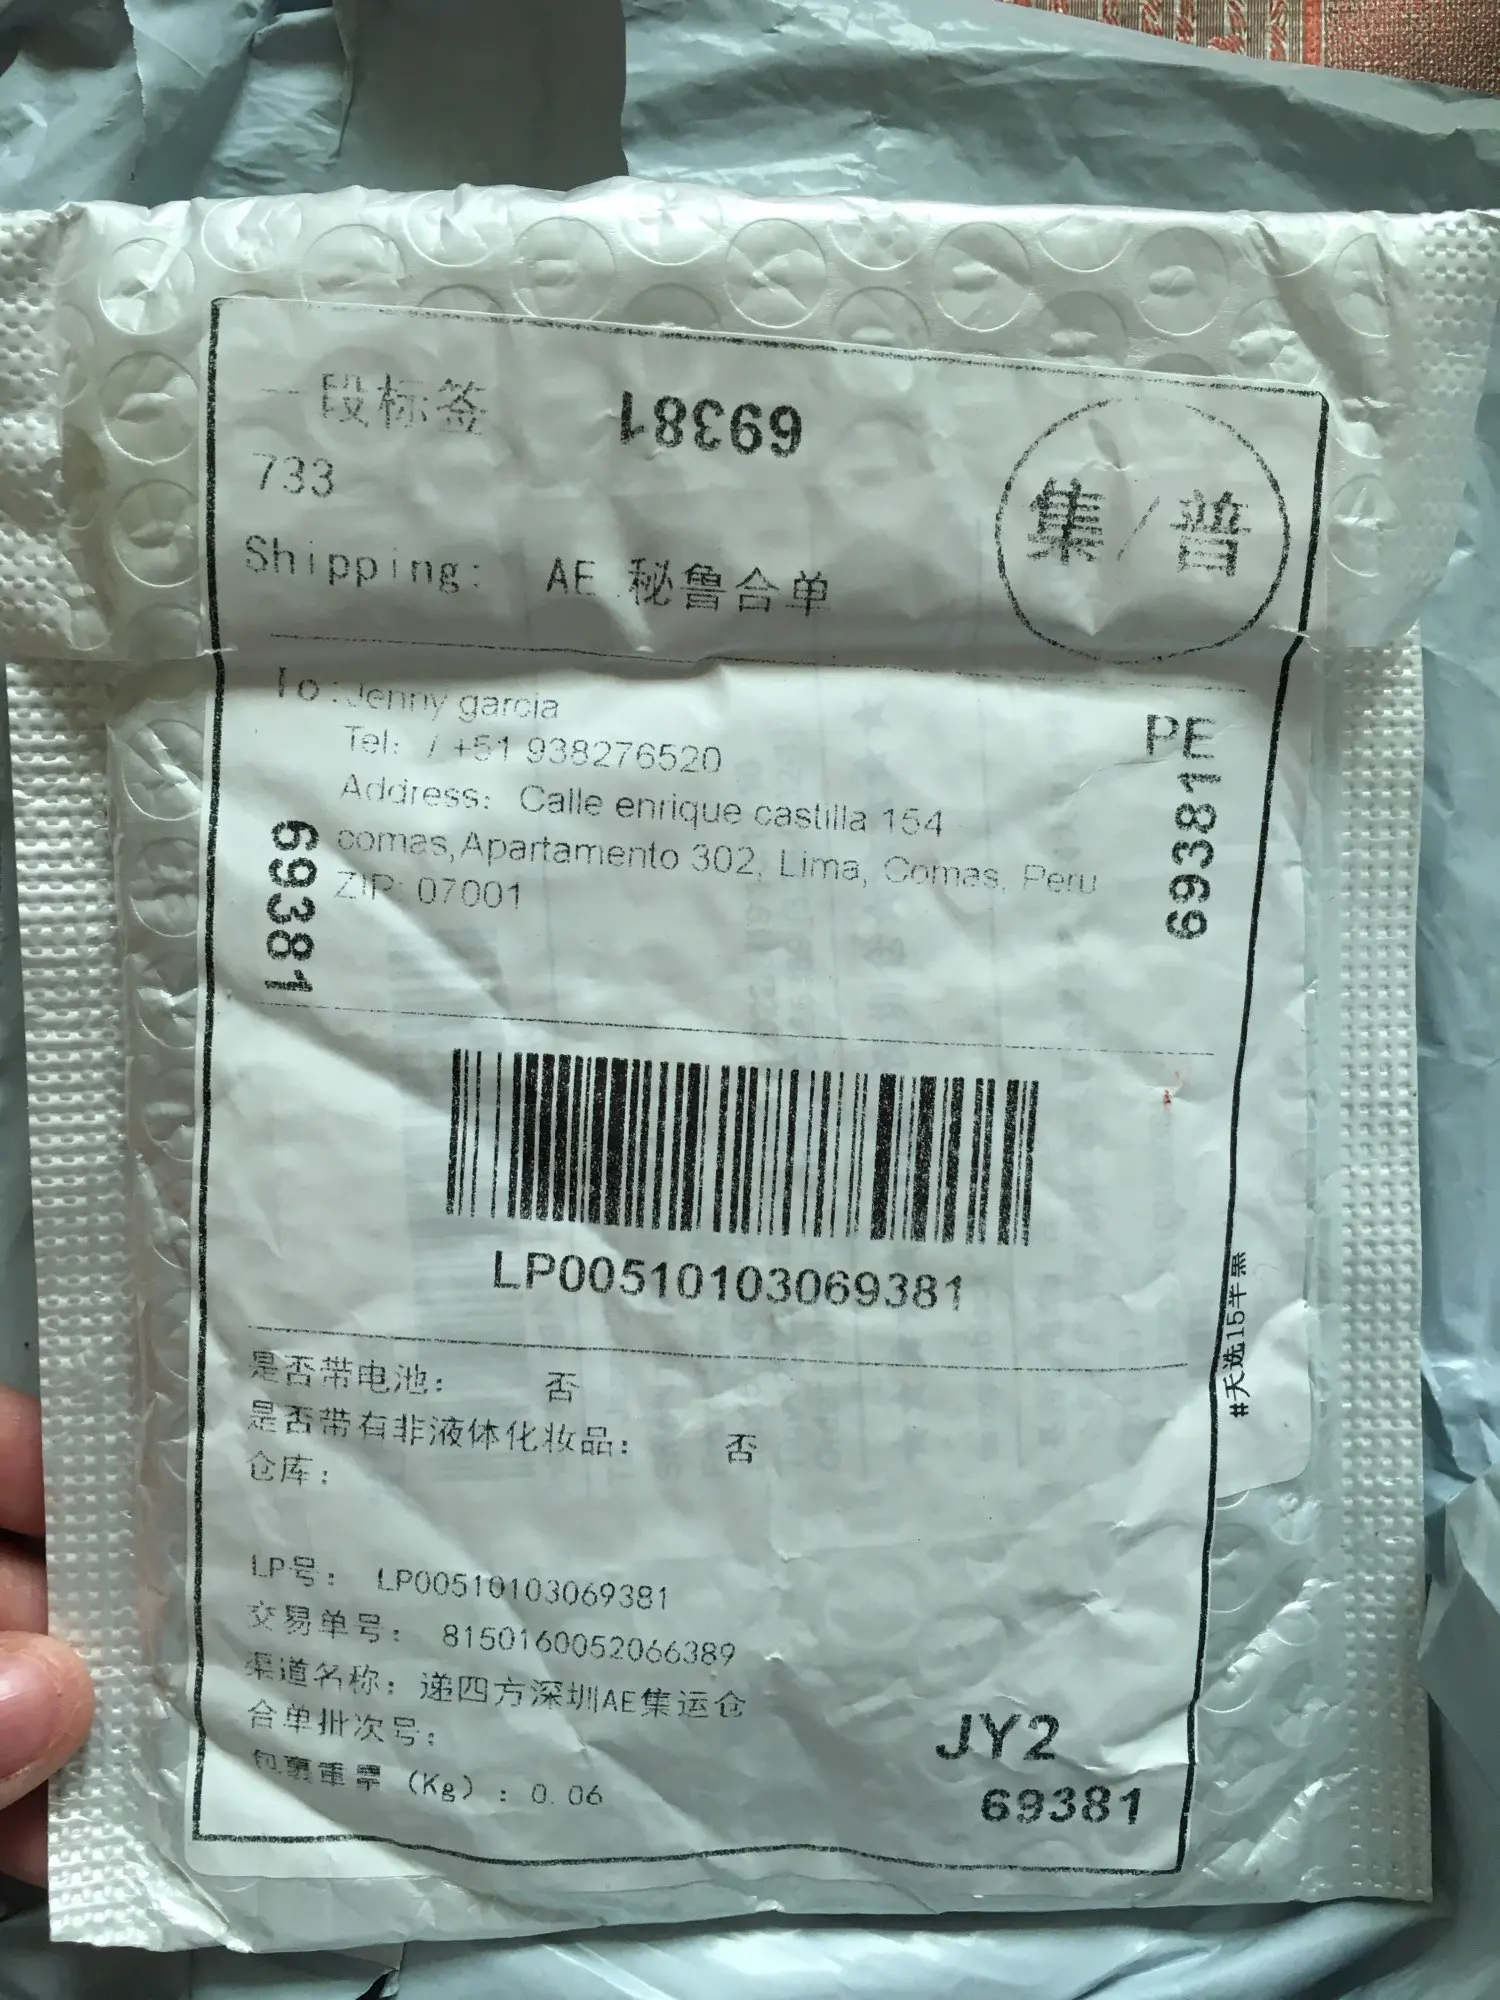 一段标签
69381
733
集/普
Shipping: AE 秘鲁合单
To: Jenny garcia
Tel: / +51 938276520
PE
Address: Calle enrique castilla 154
comas, Apartamento 302, Lima, Comas, Peru
ZIP: 07001
69381
69381
LP00510103069381
#天选15羊黑
是否带电池: 否
是否带有非液体化妆品: 否
仓库:
LP号: LP00510103069381
交易单号: 8150160052066389
渠道名称: 递四方深圳AE集运仓
合单批次号:
包裹重量 (Kg) : 0.06
JY2
69381